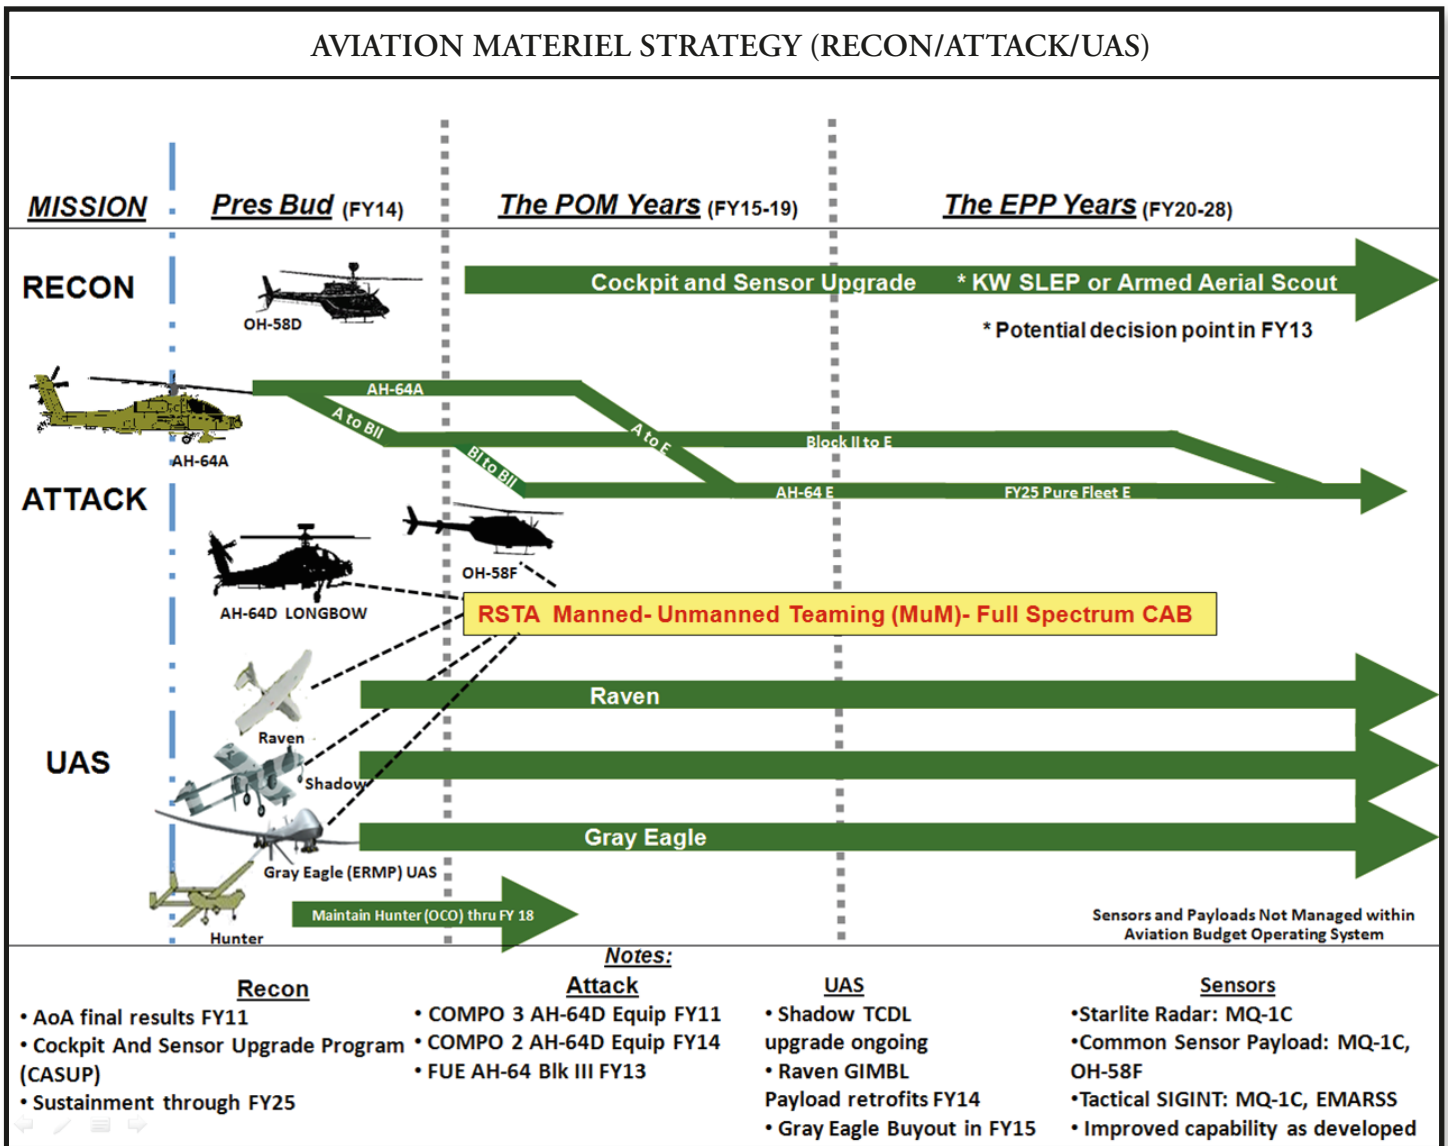 AVIATION MATERIEL STRATEGY (RECON/ATTACK/UAS)
MISSION
Pres Bud (FY14)
The POM Years (FY15-19)
The EPP Years (FY20-28)
RECON
OH-58D
Cockpit and Sensor Upgrade
* KW SLEP or Armed Aerial Scout
* Potential decision point in FY13
AH-64A
AH-64A
A to BII
A to E
Block II to E
BI to BII
AH-64 E
FY25 Pure Fleet E
ATTACK
OH-58F
AH-64D LONGBOW
RSTA Manned- Unmanned Teaming (MuM)- Full Spectrum CAB
Raven
Raven
UAS
Shadow
Gray Eagle
Gray Eagle (ERMP) UAS
Maintain Hunter (OCO) thru FY 18
Hunter
Sensors and Payloads Not Managed within
Aviation Budget Operating System
Notes:
Recon
• AoA final results FY11
• Cockpit And Sensor Upgrade Program
(CASUP)
• Sustainment through FY25
Attack
• COMPO 3 AH-64D Equip FY11
• COMPO 2 AH-64D Equip FY14
• FUE AH-64 Blk III FY13
UAS
• Shadow TCDL
upgrade ongoing
• Raven GIMBL
Payload retrofits FY14
• Gray Eagle Buyout in FY15
Sensors
•Starlite Radar: MQ-1C
•Common Sensor Payload: MQ-1C,
OH-58F
•Tactical SIGINT: MQ-1C, EMARSS
• Improved capability as developed